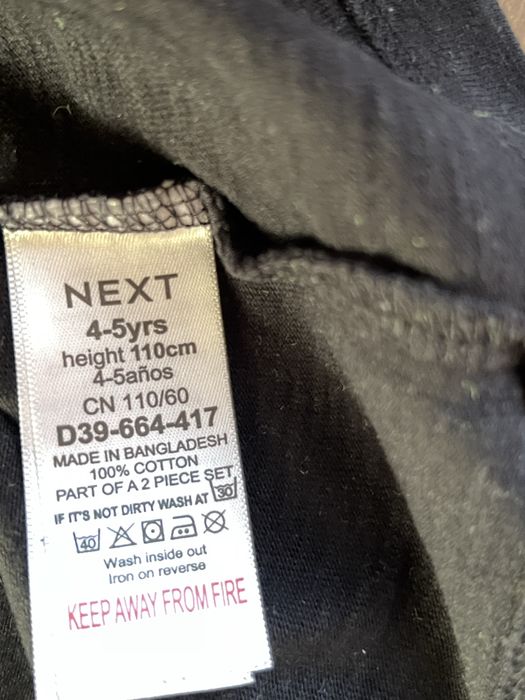 NEXT
4-5yrs
height 110cm
4-5años
CN 110/60
D39-664-417
MADE IN BANGLADESH
100% COTTON
PART OF A 2 PIECE SET
IF IT'S NOT DIRTY WASH AT 30
40
Wash inside out
Iron on reverse
KEEP AWAY FROM FIRE